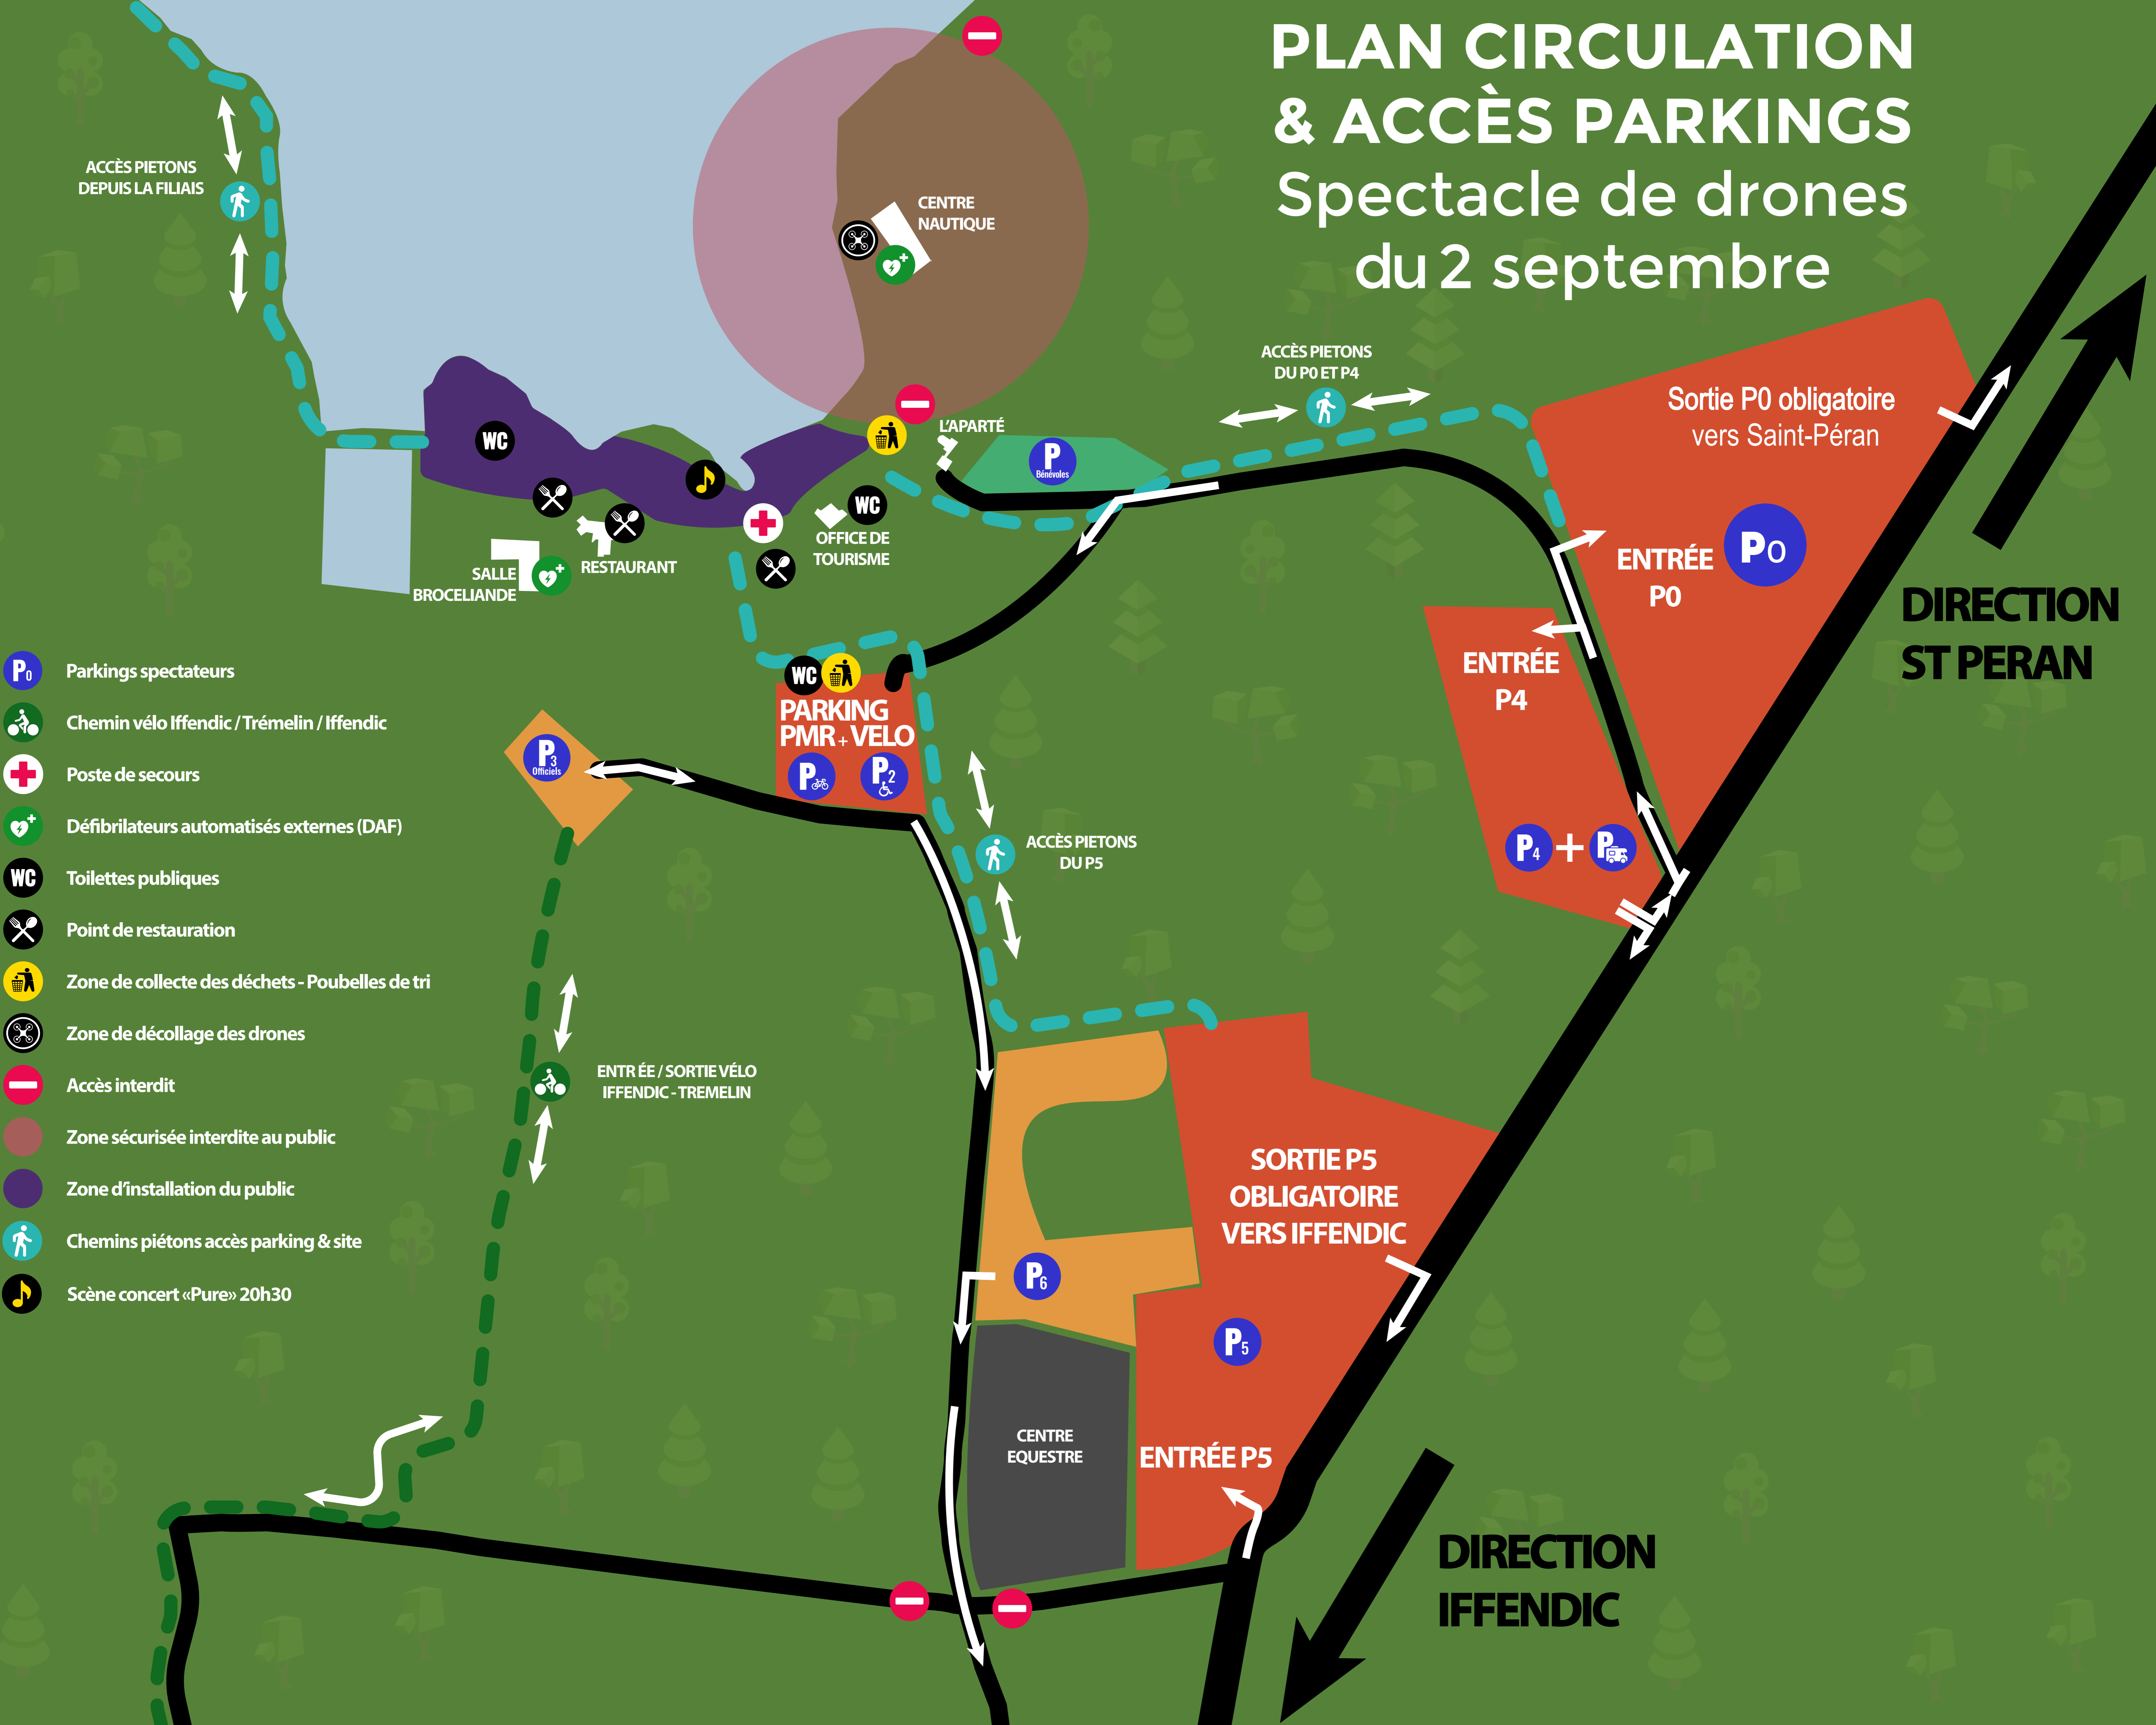 PLAN CIRCULATION
& ACCÈS PARKINGS
Spectacle de drones
du 2 septembre
ACCÈS PIETONS
DEPUIS LA FILIAIS
CENTRE
NAUTIQUE
ACCÈS PIETONS
DU P0 ET P4
Sortie P0 obligatoire
vers Saint-Péran
L'APARTÉ
P
Bénévoles
WC
WC
OFFICE DE
TOURISME
RESTAURANT
SALLE
BROCELIANDE
ENTRÉE
P0
P0
DIRECTION
ST PERAN
ENTRÉE
P4
P4 + P
WC
PARKING
PMR + VELO
P
P2
P3
Officiels
ACCÈS PIETONS
DU P5
P0 Parkings spectateurs
Chemin vélo Iffendic / Trémelin / Iffendic
Poste de secours
Défibrilateurs automatisés externes (DAF)
WC Toilettes publiques
Point de restauration
Zone de collecte des déchets - Poubelles de tri
Zone de décollage des drones
Accès interdit
Zone sécurisée interdite au public
Zone d'installation du public
Chemins piétons accès parking & site
Scène concert «Pure» 20h30
ENTR ÉE / SORTIE VÉLO
IFFENDIC - TREMELIN
SORTIE P5
OBLIGATOIRE
VERS IFFENDIC
P6
P5
CENTRE
EQUESTRE
ENTRÉE P5
DIRECTION
IFFENDIC